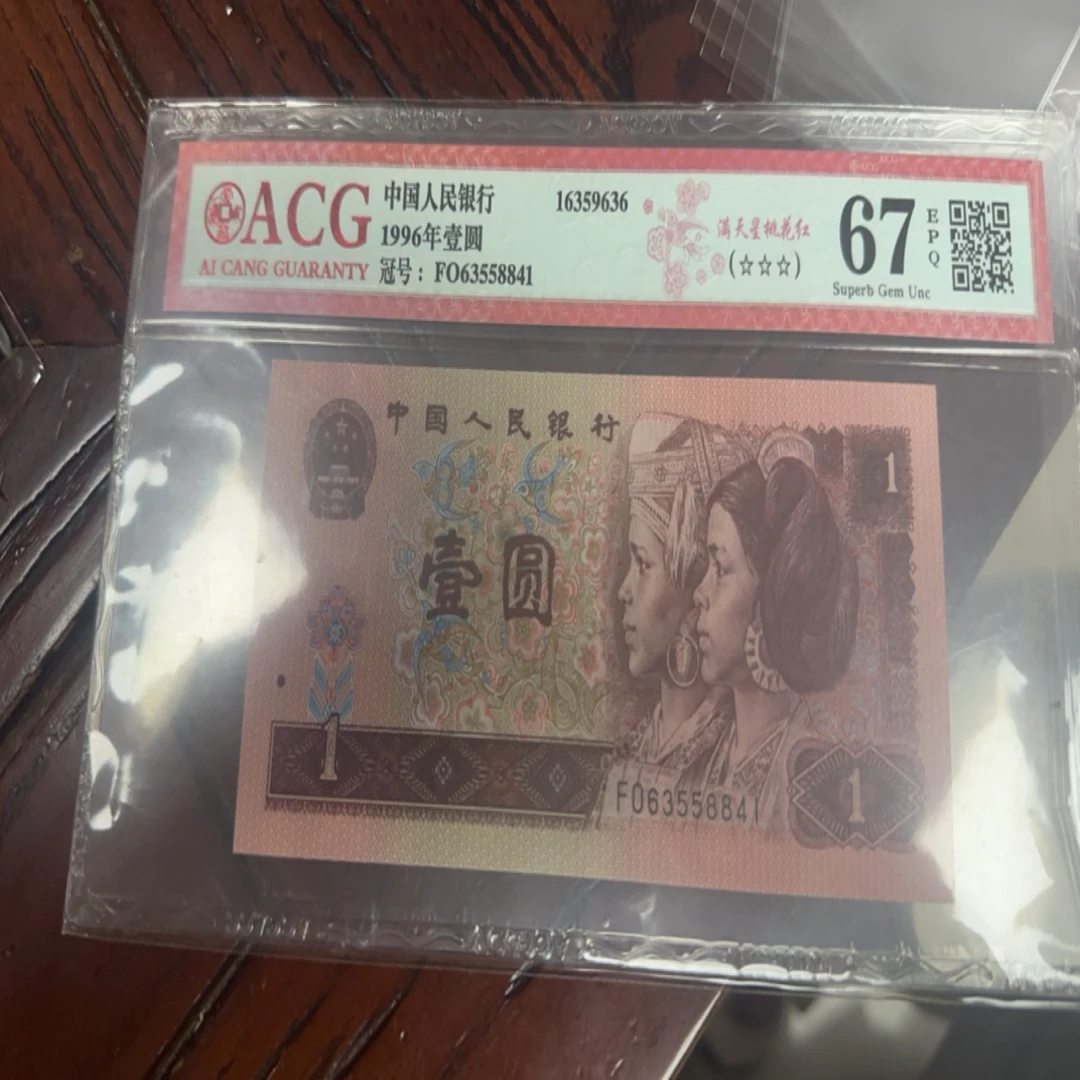 ACG
AI CANG GUARANTY
中国人民银行
1996年壹圆
冠号：FO63558841
16359636
满天星桃花红
(☆☆☆)
67
EPQ
Superb Gem Unc
中国人民银行
1
壹圆
1
FO63558841
1